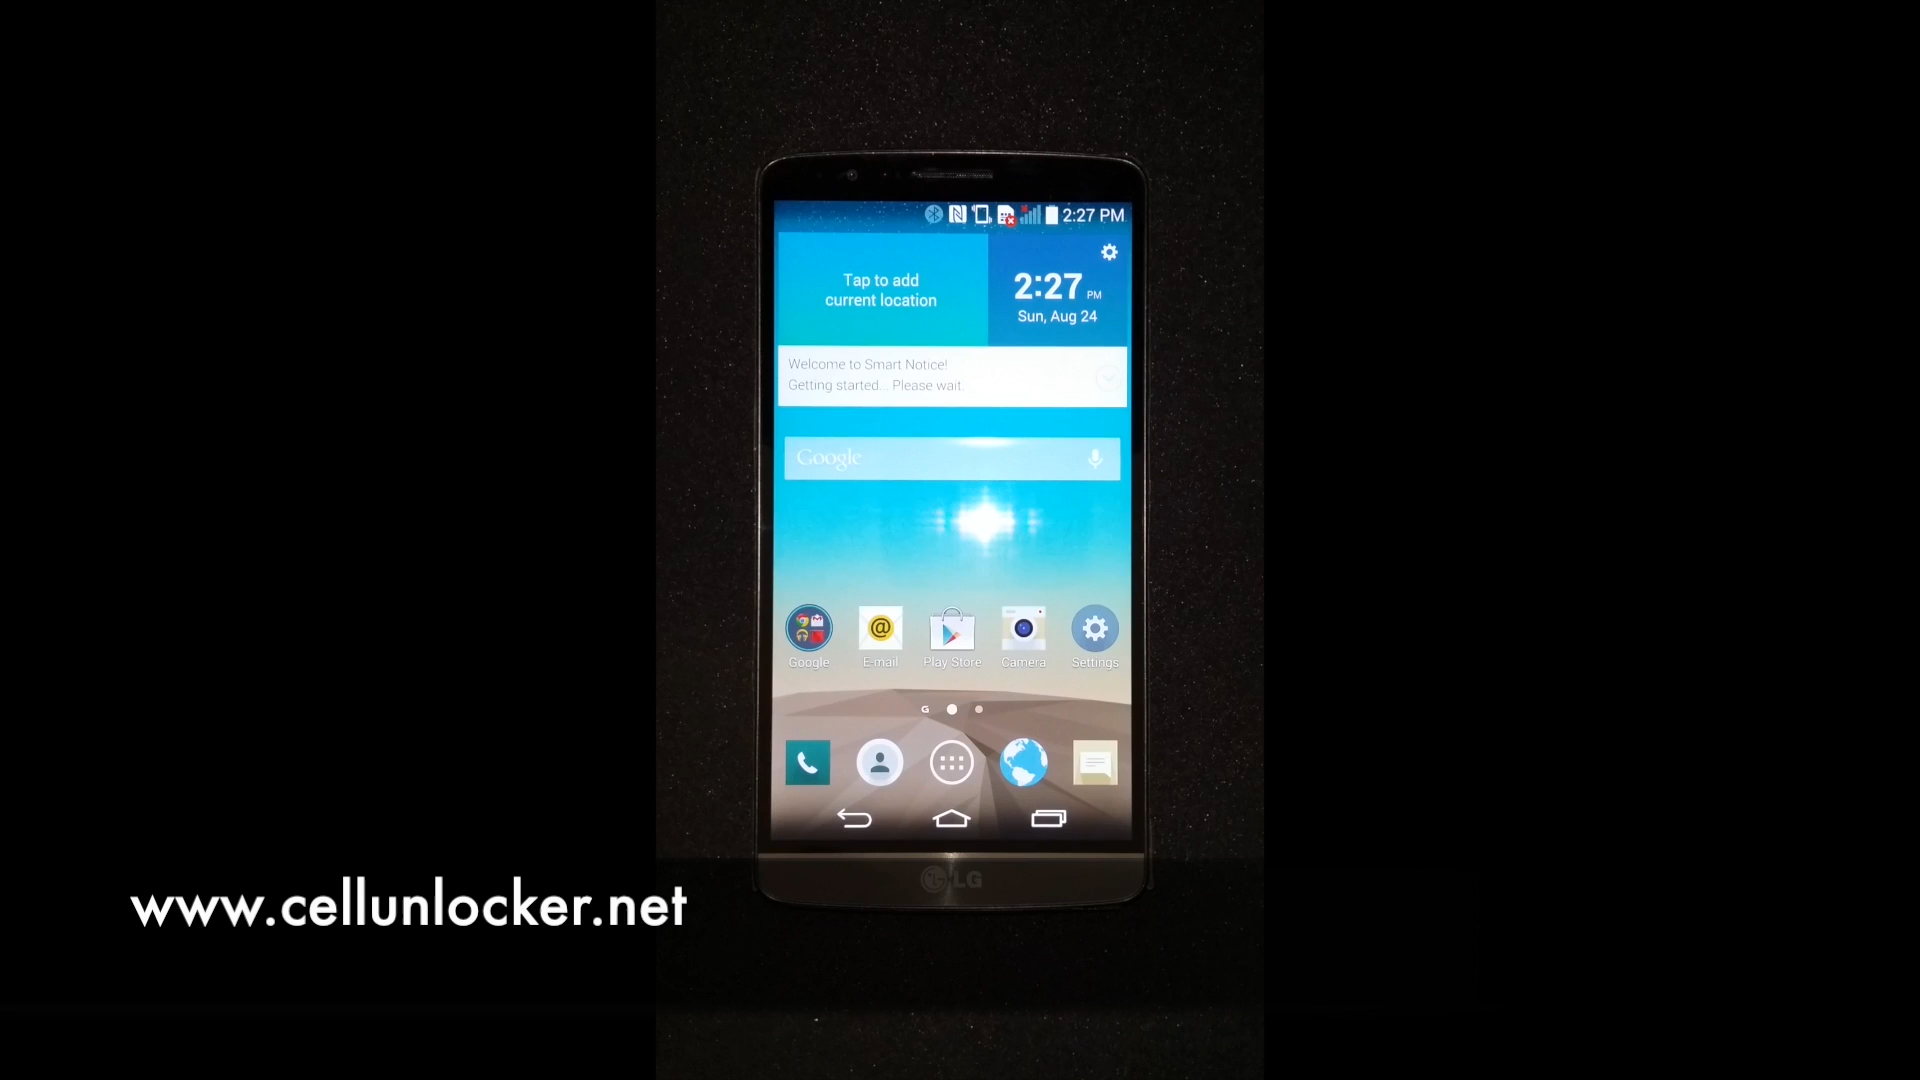 2:27 PM
Tap to add
current location
2:27 PM
Sun, Aug 24
Welcome to Smart Notice!
Getting started... Please wait.
Google
Google
E-mail
Play Store
Camera
Settings
G
LG
www.cellunlocker.net